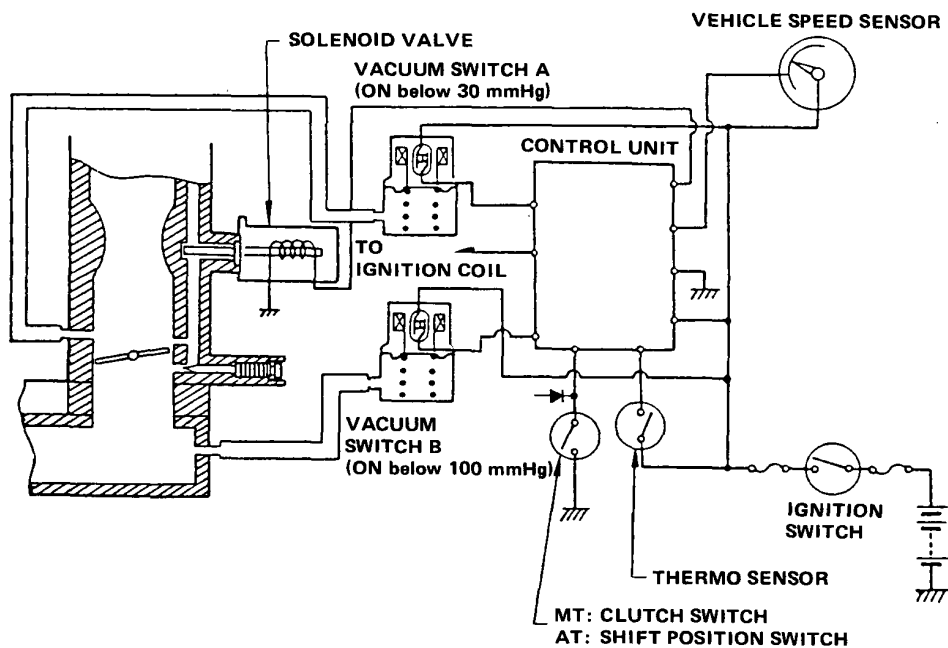 VEHICLE SPEED SENSOR
SOLENOID VALVE
VACUUM SWITCH A
(ON below 30 mmHg)
CONTROL UNIT
TO
IGNITION COIL
VACUUM
SWITCH B
(ON below 100 mmHg)
IGNITION
SWITCH
THERMO SENSOR
MT: CLUTCH SWITCH
AT: SHIFT POSITION SWITCH